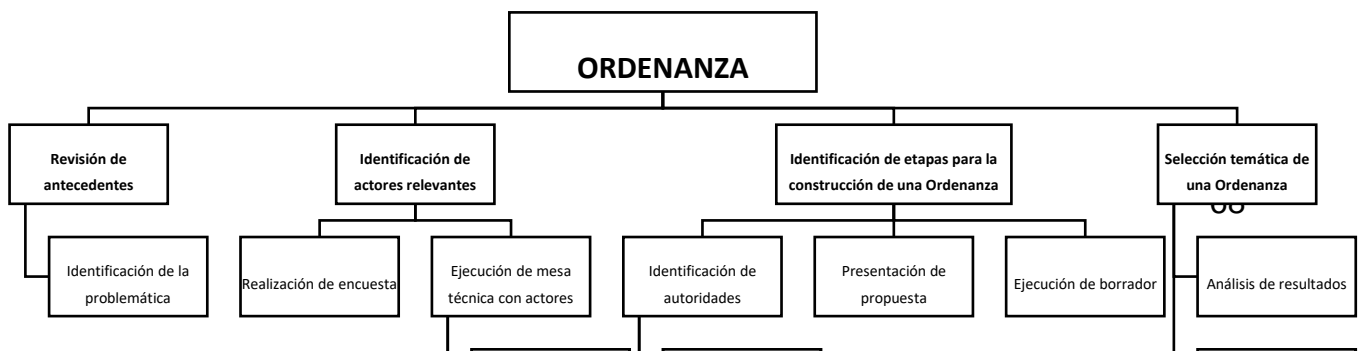 ORDENANZA
Revisión de
antecedentes
Identificación de
actores relevantes
Identificación de etapas para la
construcción de una Ordenanza
Selección temática de
una Ordenanza
Identificación de la
problemática
Realización de encuesta
Ejecución de mesa
técnica con actores
Identificación de
autoridades
Presentación de
propuesta
Ejecución de borrador
Análisis de resultados